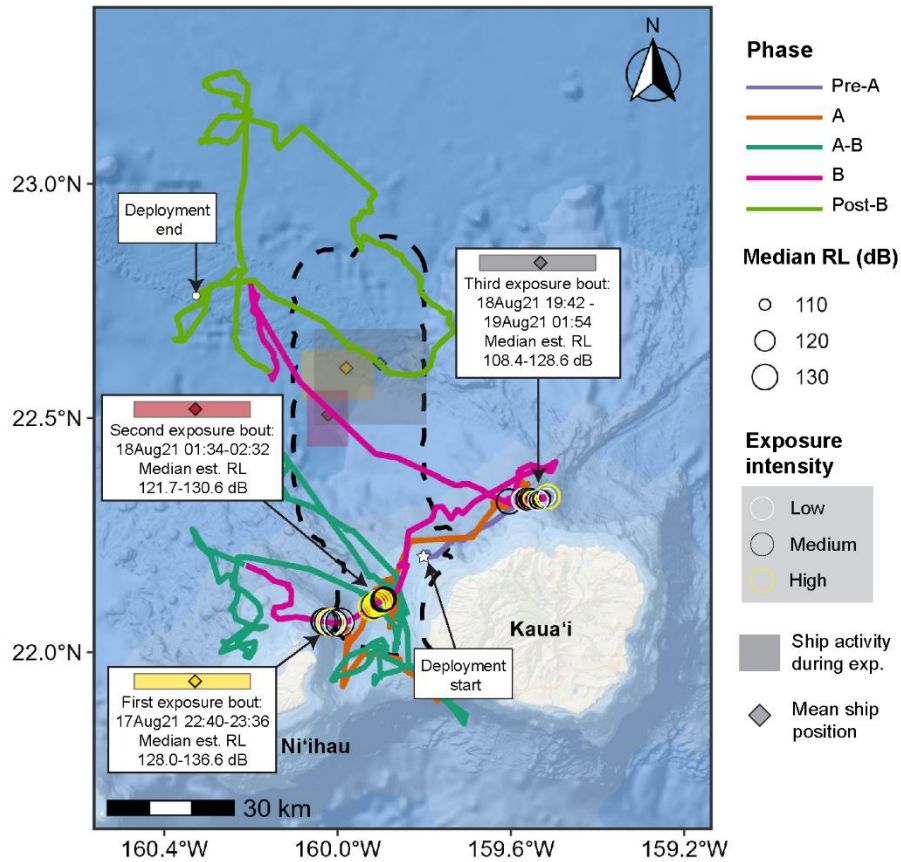 N
23.0°N
22.5°N
22.0°N
160.4°W
160.0°W
159.6°W
159.2°W
Deployment
end
Third exposure bout:
18Aug21 19:42 -
19Aug21 01:54
Median est. RL
108.4-128.6 dB
Second exposure bout:
18Aug21 01:34-02:32
Median est. RL
121.7-130.6 dB
First exposure bout:
17Aug21 22:40-23:36
Median est. RL
128.0-136.6 dB
Deployment
start
Kauaʻi
Niʻihau
30 km
Phase
Pre-A
A
A-B
B
Post-B
Median RL (dB)
110
120
130
Exposure
intensity
Low
Medium
High
Ship activity
during exp.
Mean ship
position